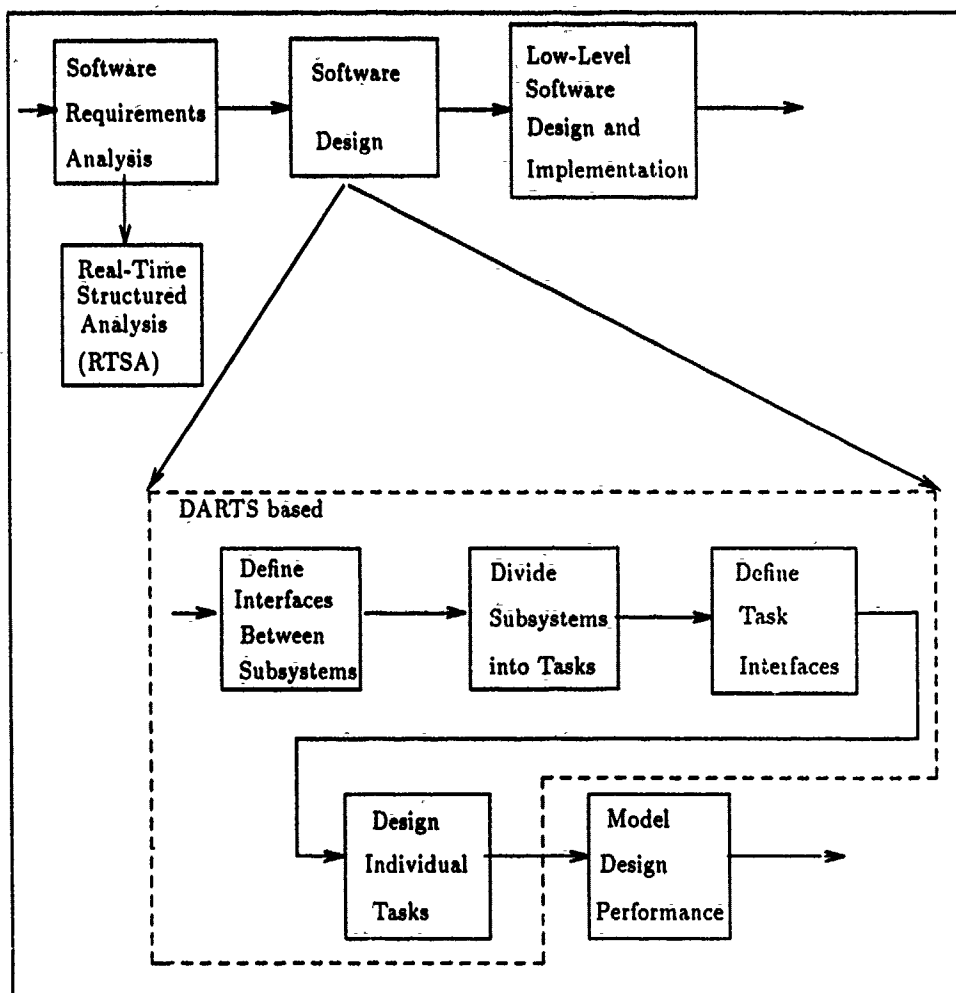 Software
Requirements
Analysis
Software
Design
Low-Level
Software
Design and
Implementation
Real-Time
Structured
Analysis
(RTSA)
DARTS based
Define
Interfaces
Between
Subsystems
Divide
Subsystems
into Tasks
Define
Task
Interfaces
Design
Individual
Tasks
Model
Design
Performance